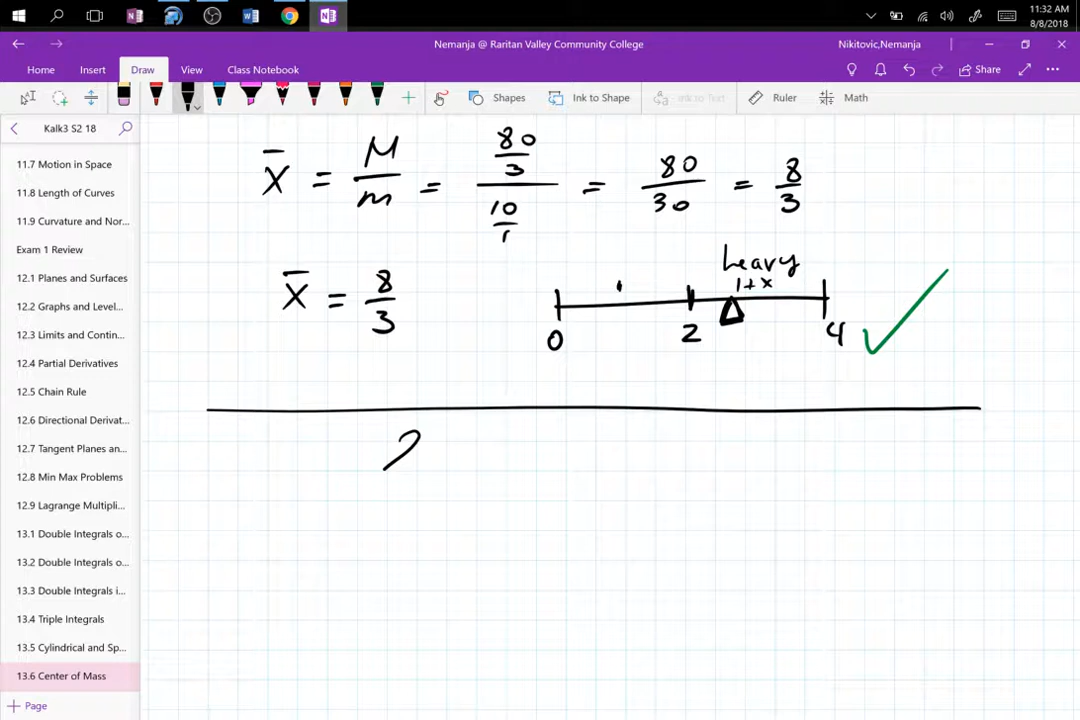 11:32 AM
8/8/2018
Nemanja @ Raritan Valley Community College
Nikitovic,Nemanja
Home Insert Draw View Class Notebook
Share
Shapes Ink to Shape Ink to Text Ruler Math
Kalk3 S2 18
11.7 Motion in Space
11.8 Length of Curves
11.9 Curvature and Nor...
Exam 1 Review
12.1 Planes and Surfaces
12.2 Graphs and Level...
12.3 Limits and Contin...
12.4 Partial Derivatives
12.5 Chain Rule
12.6 Directional Derivat...
12.7 Tangent Planes an...
12.8 Min Max Problems
12.9 Lagrange Multipli...
13.1 Double Integrals o...
13.2 Double Integrals o...
13.3 Double Integrals i...
13.4 Triple Integrals
13.5 Cylindrical and Sp...
13.6 Center of Mass
+ Page
x̄ = M/m = (80/3)/(10/1) = 80/30 = 8/3
x̄ = 8/3
heavy
1+x
0 2 4
2